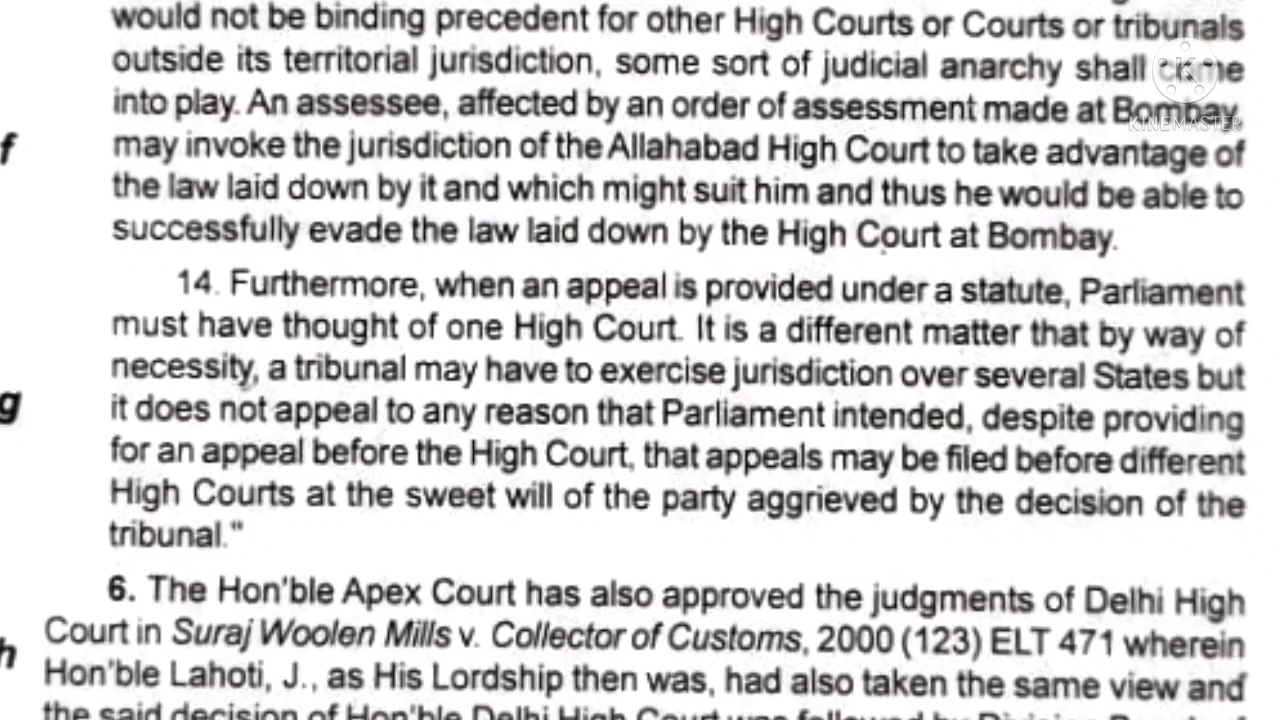 would not be binding precedent for other High Courts or Courts or tribunals
outside its territorial jurisdiction, some sort of judicial anarchy shall come
into play. An assessee, affected by an order of assessment made at Bombay,
may invoke the jurisdiction of the Allahabad High Court to take advantage of
f
the law laid down by it and which might suit him and thus he would be able to
successfully evade the law laid down by the High Court at Bombay.
14. Furthermore, when an appeal is provided under a statute, Parliament
must have thought of one High Court. It is a different matter that by way of
necessity, a tribunal may have to exercise jurisdiction over several States but
it does not appeal to any reason that Parliament intended, despite providing
g
for an appeal before the High Court, that appeals may be filed before different
High Courts at the sweet will of the party aggrieved by the decision of the
tribunal."
6. The Hon'ble Apex Court has also approved the judgments of Delhi High
Court in Suraj Woolen Mills v. Collector of Customs, 2000 (123) ELT 471 wherein
h
Hon'ble Lahoti, J., as His Lordship then was, had also taken the same view and
the said decision of Hon'ble Delhi High Court was followed by Division
KINEMASTER